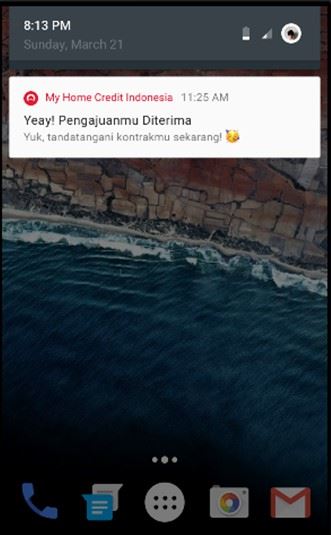 8:13 PM
Sunday, March 21
My Home Credit Indonesia 11:25 AM
Yeay! Pengajuanmu Diterima
Yuk, tandatangani kontrakmu sekarang! 🥳